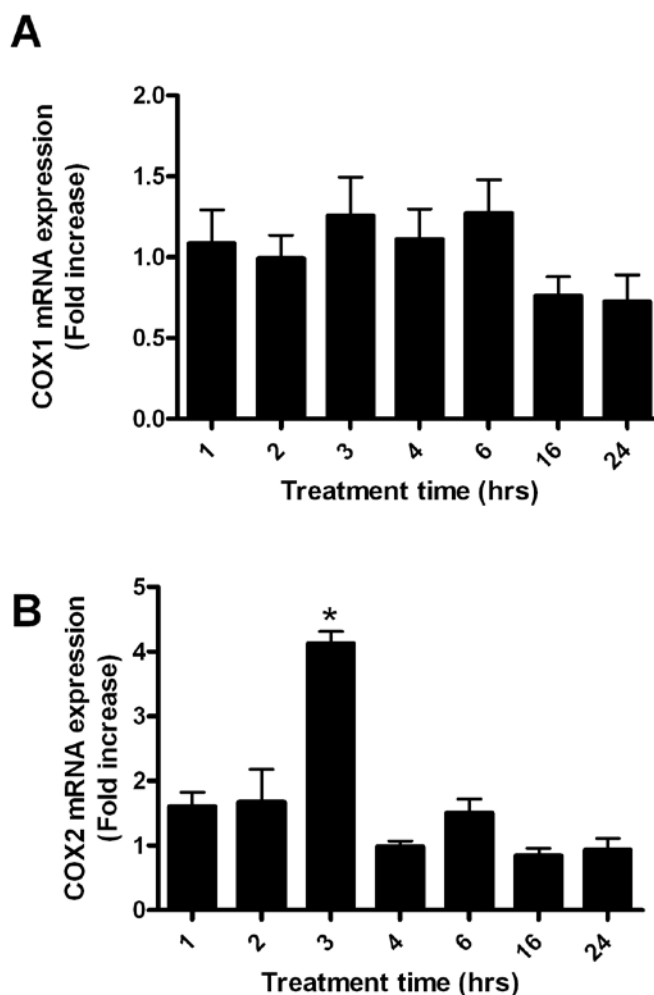 A
COX1 mRNA expression
(Fold increase)
2.0
1.5
1.0
0.5
0.0
1 2 3 4 6 16 24
Treatment time (hrs)
B
COX2 mRNA expression
(Fold increase)
5
4
3
2
1
0
*
1 2 3 4 6 16 24
Treatment time (hrs)